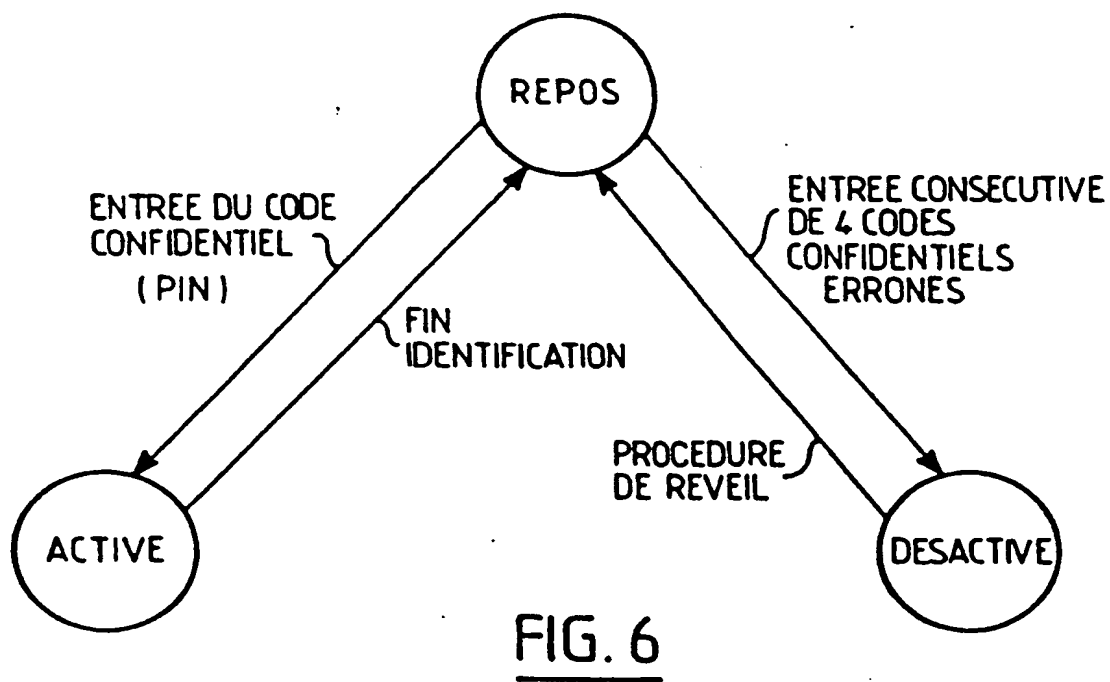 REPOS
ENTREE DU CODE
CONFIDENTIEL
(PIN)
ENTREE CONSECUTIVE
DE 4 CODES
CONFIDENTIELS
ERRONES
FIN
IDENTIFICATION
PROCEDURE
DE REVEIL
ACTIVE
DESACTIVE
FIG. 6